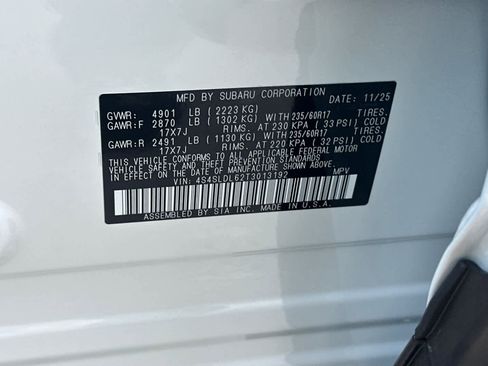 MFD BY SUBARU CORPORATION DATE: 11/25
GVWR: 4901 LB (2223 KG)
GAWR:F 2870 LB (1302 KG) WITH 235/60R17 TIRES.
17X7J RIMS. AT 230 KPA (33 PSI) COLD
GAWR:R 2491 LB (1130 KG) WITH 235/60R17 TIRES.
17X7J RIMS. AT 220 KPA (32 PSI) COLD
THIS VEHICLE CONFORMS TO ALL APPLICABLE FEDERAL MOTOR
VEHICLE SAFETY AND THEFT PREVENTION STANDARDS
IN EFFECT ON THE DATE OF MANUFACTURE SHOWN ABOVE.
VIN: 4S4SLDL62T3013192 MPV
ASSEMBLED BY SIA IN U.S.A.